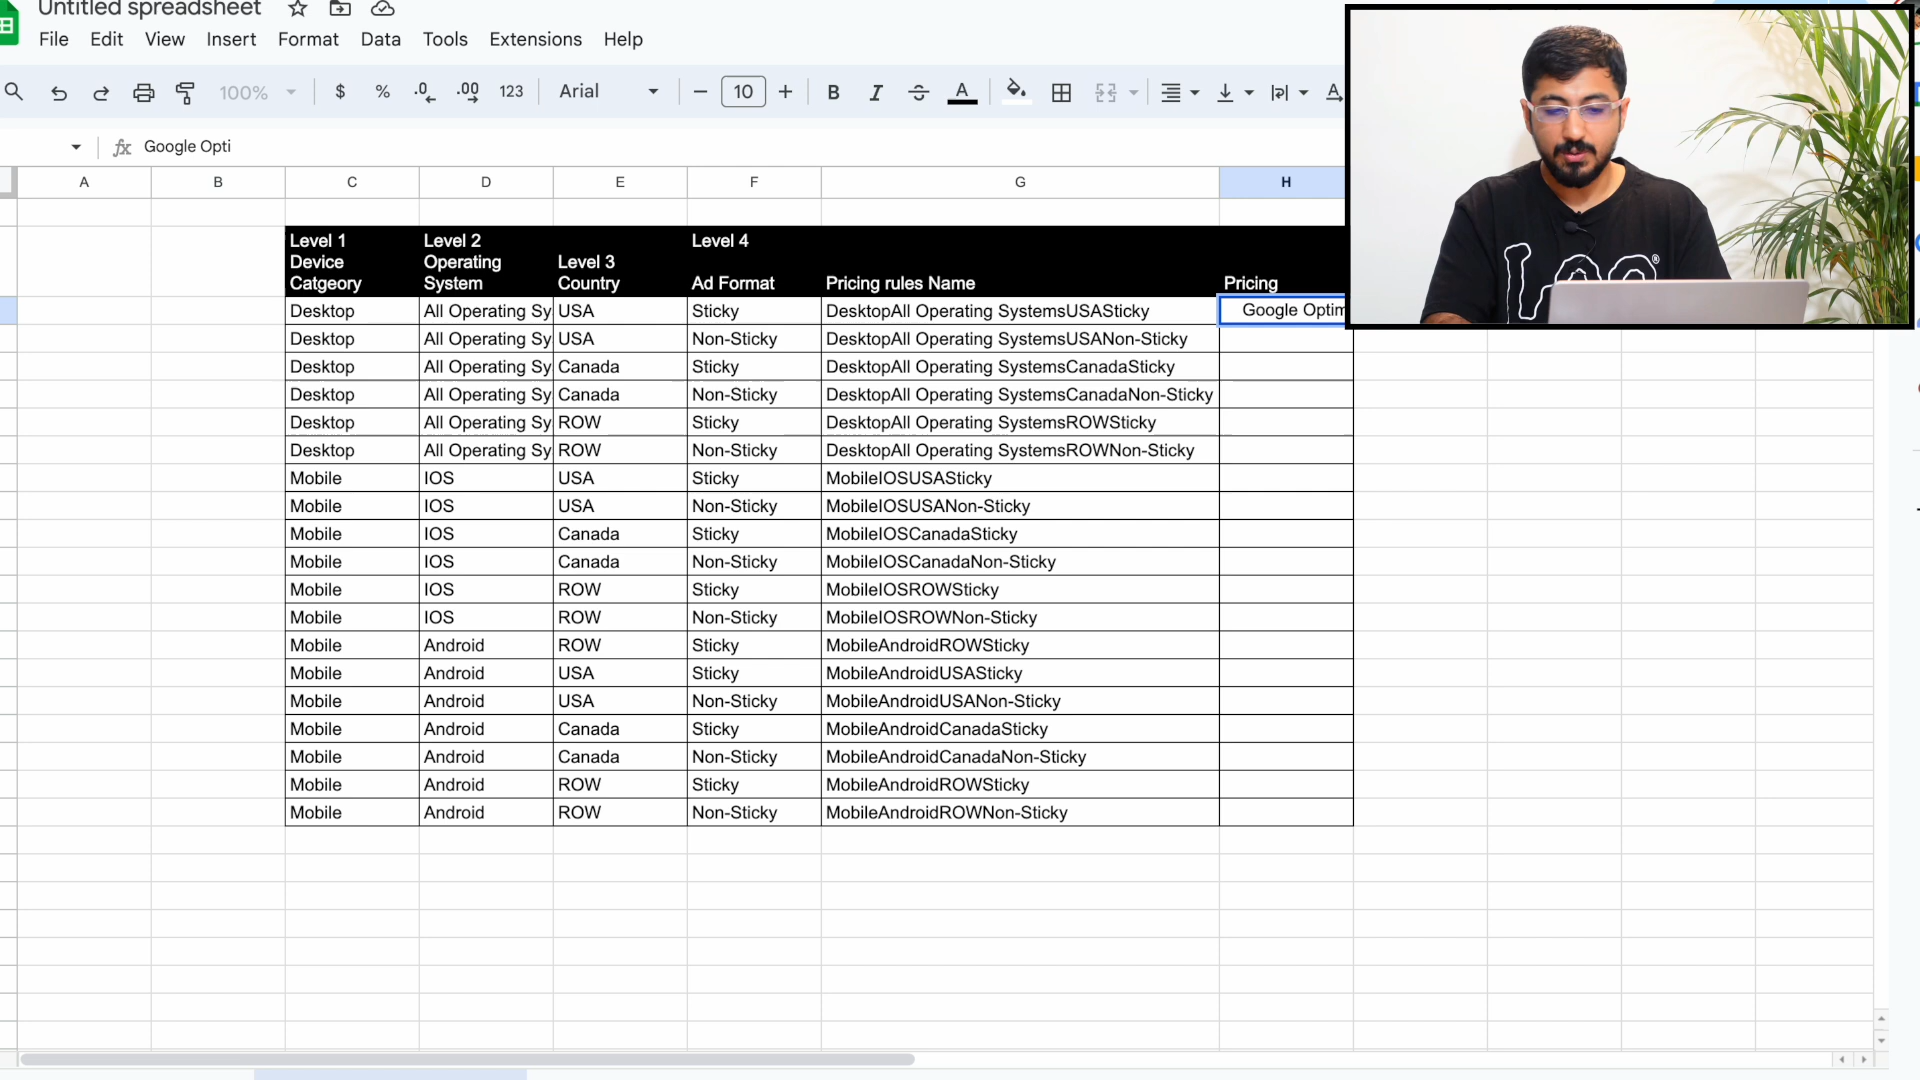 Untitled spreadsheet
File Edit View Insert Format Data Tools Extensions Help
100% $ % .0 .00 123 Arial 10 B I A
fx Google Opti
A B C D E F G H
Level 1 Device Catgeory Level 2 Operating System Level 3 Country Level 4 Ad Format Pricing rules Name Pricing
Desktop All Operating Sy USA Sticky DesktopAll Operating SystemsUSASticky Google Optim
Desktop All Operating Sy USA Non-Sticky DesktopAll Operating SystemsUSANon-Sticky
Desktop All Operating Sy Canada Sticky DesktopAll Operating SystemsCanadaSticky
Desktop All Operating Sy Canada Non-Sticky DesktopAll Operating SystemsCanadaNon-Sticky
Desktop All Operating Sy ROW Sticky DesktopAll Operating SystemsROWSticky
Desktop All Operating Sy ROW Non-Sticky DesktopAll Operating SystemsROWNon-Sticky
Mobile IOS USA Sticky MobileIOSUSASticky
Mobile IOS USA Non-Sticky MobileIOSUSANon-Sticky
Mobile IOS Canada Sticky MobileIOSCanadaSticky
Mobile IOS Canada Non-Sticky MobileIOSCanadaNon-Sticky
Mobile IOS ROW Sticky MobileIOSROWSticky
Mobile IOS ROW Non-Sticky MobileIOSROWNon-Sticky
Mobile Android ROW Sticky MobileAndroidROWSticky
Mobile Android USA Sticky MobileAndroidUSASticky
Mobile Android USA Non-Sticky MobileAndroidUSANon-Sticky
Mobile Android Canada Sticky MobileAndroidCanadaSticky
Mobile Android Canada Non-Sticky MobileAndroidCanadaNon-Sticky
Mobile Android ROW Sticky MobileAndroidROWSticky
Mobile Android ROW Non-Sticky MobileAndroidROWNon-Sticky